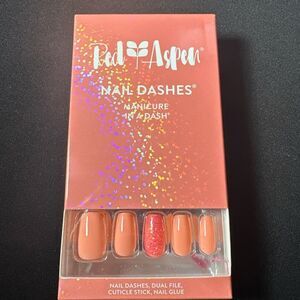 Red Aspen®
NAIL DASHES®
MANICURE
IN A DASH®
NAIL DASHES, DUAL FILE,
CUTICLE STICK, NAIL GLUE